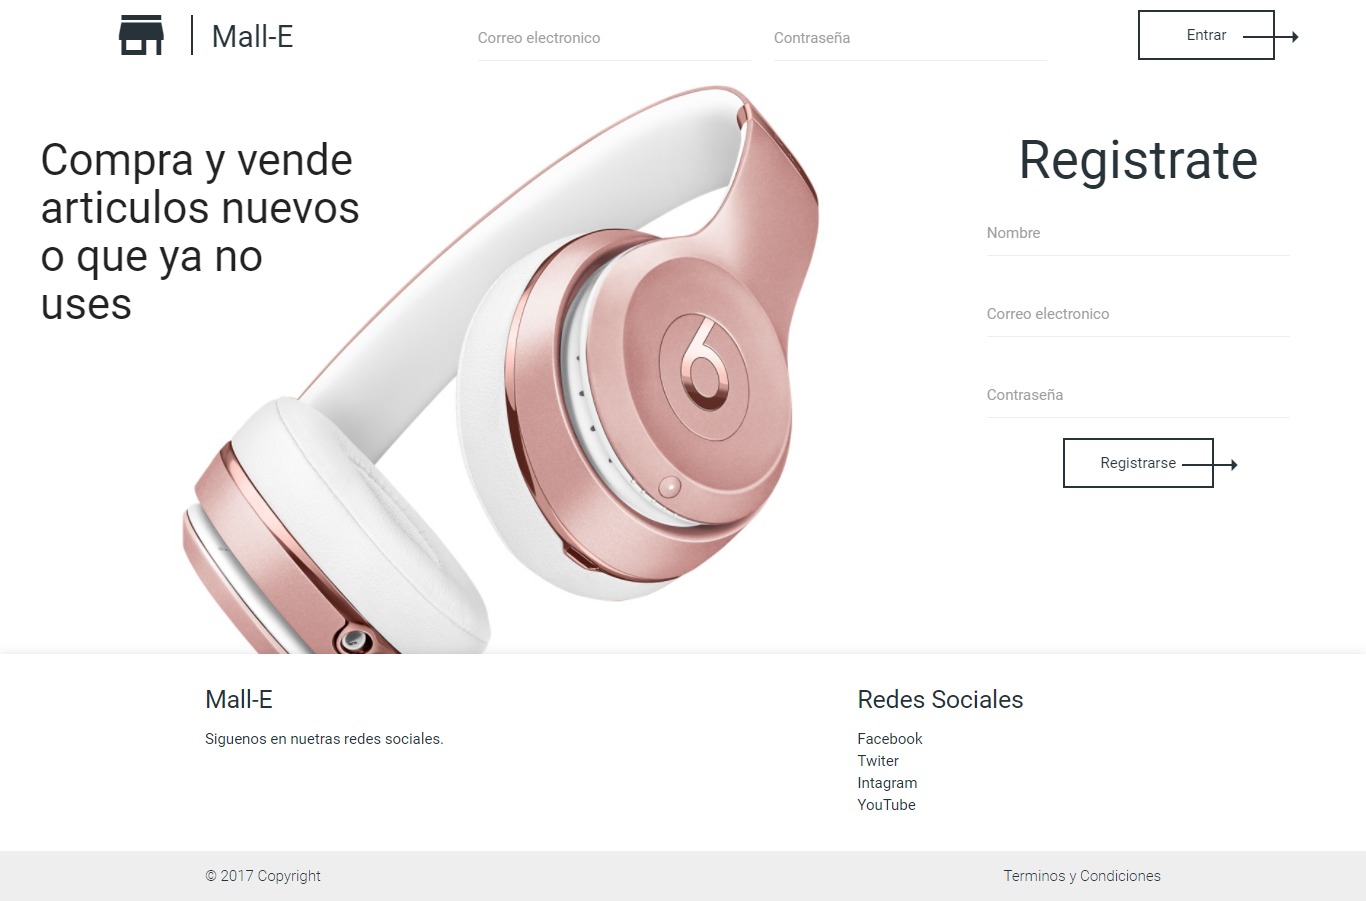 Mall-E
Correo electronico
Contraseña
Entrar
Compra y vende
articulos nuevos
o que ya no
uses
Registrate
Nombre
Correo electronico
Contraseña
Registrarse
Mall-E
Siguenos en nuetras redes sociales.
Redes Sociales
Facebook
Twiter
Intagram
YouTube
© 2017 Copyright
Terminos y Condiciones